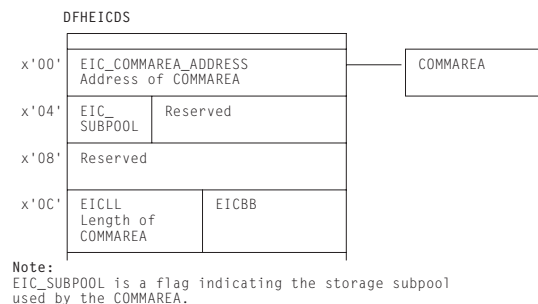 DFHEICDS
x'00' EIC_COMMAREA_ADDRESS
Address of COMMAREA
COMMAREA
x'04' EIC_
SUBPOOL
Reserved
x'08' Reserved
x'0C' EICLL
Length of
COMMAREA
EICBB
Note:
EIC_SUBPOOL is a flag indicating the storage subpool
used by the COMMAREA.